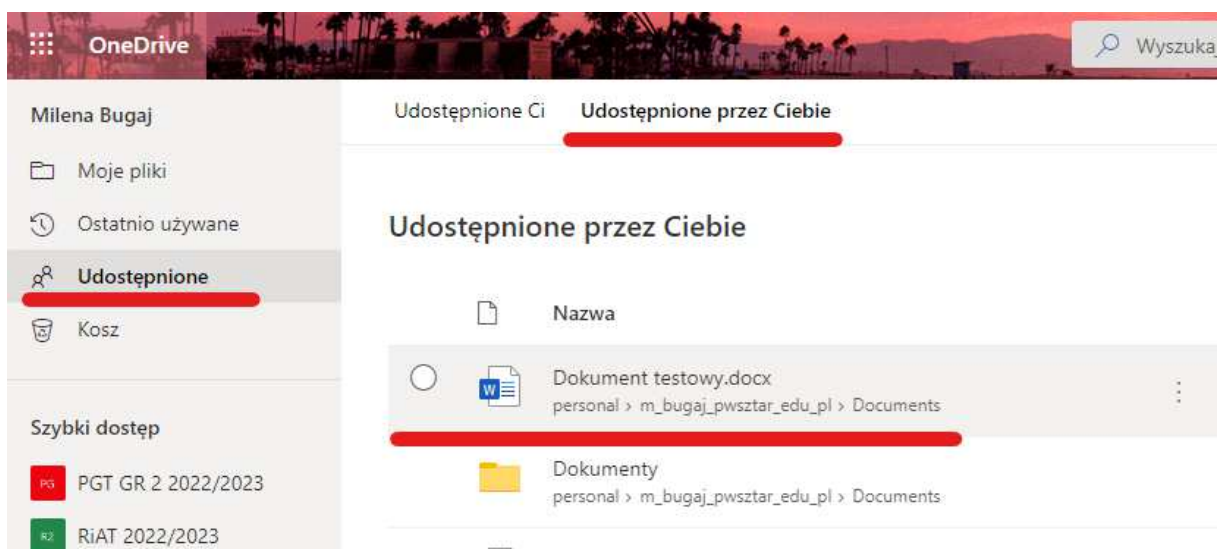 OneDrive
Wyszukaj
Milena Bugaj
Moje pliki
Ostatnio używane
Udostępnione
Kosz
Szybki dostęp
PG PGT GR 2 2022/2023
R2 RiAT 2022/2023
Udostępnione Ci Udostępnione przez Ciebie
Udostępnione przez Ciebie
Nazwa
Dokument testowy.docx
personal > m_bugaj_pwsztar_edu_pl > Documents
Dokumenty
personal > m_bugaj_pwsztar_edu_pl > Documents